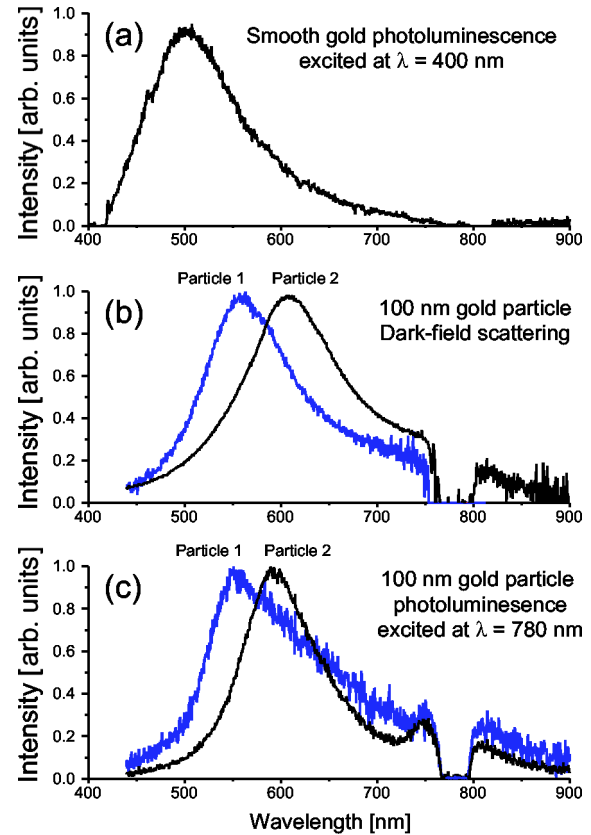 (a)
Smooth gold photoluminescence
excited at λ = 400 nm
Intensity [arb. units]
1.0
0.8
0.6
0.4
0.2
0.0
400 500 600 700 800 900
Particle 1 Particle 2
(b)
100 nm gold particle
Dark-field scattering
Intensity [arb. units]
1.0
0.8
0.6
0.4
0.2
0.0
400 500 600 700 800 900
Particle 1 Particle 2
(c)
100 nm gold particle
photoluminesence
excited at λ = 780 nm
Intensity [arb. units]
1.0
0.8
0.6
0.4
0.2
0.0
400 500 600 700 800 900
Wavelength [nm]